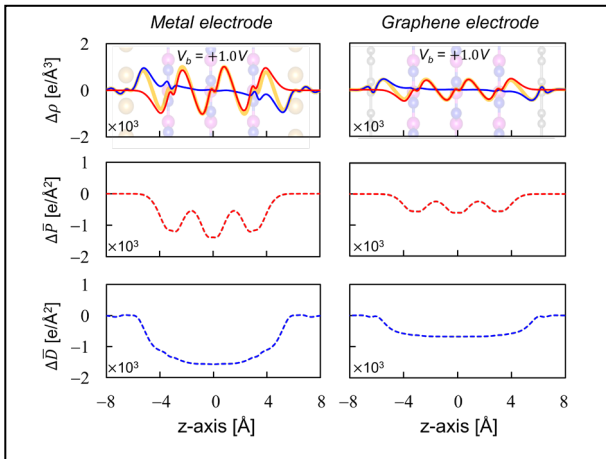 Metal electrode
Graphene electrode
V_b = +1.0V
V_b = +1.0V
Δρ [e/Å³]
2
0
−2
×10³
×10³
ΔP̅ [e/Å²]
1
0
−1
−2
×10³
×10³
ΔD̅ [e/Å²]
1
0
−1
−2
×10³
×10³
−8 −4 0 4 8
−8 −4 0 4 8
z-axis [Å]
z-axis [Å]